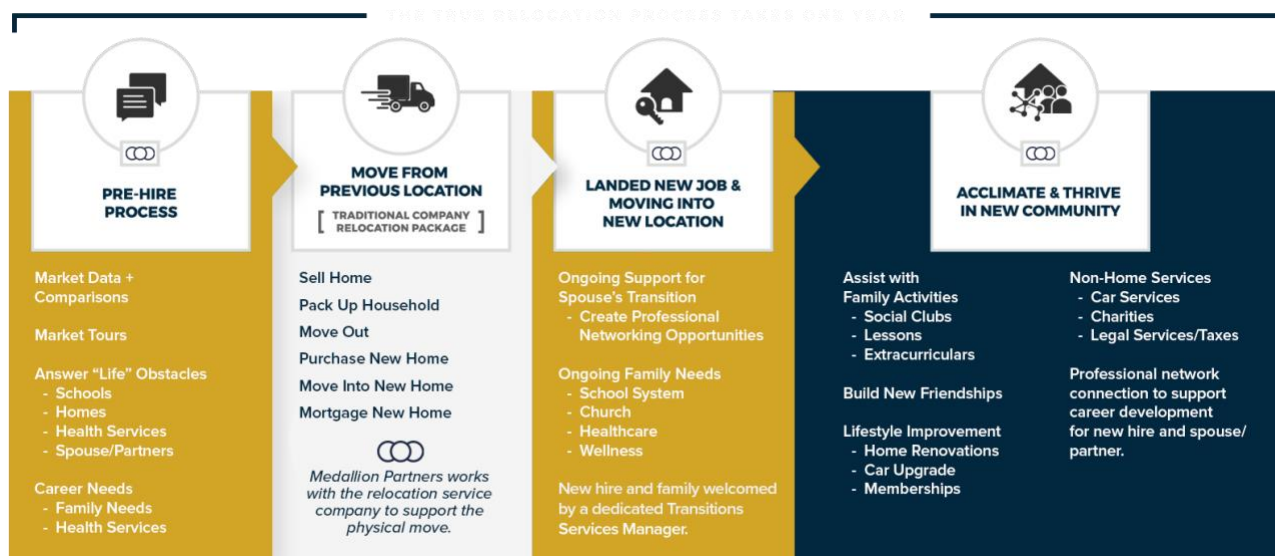 THE TRUE RELOCATION PROCESS TAKES ONE YEAR
PRE-HIRE
PROCESS
Market Data +
Comparisons
Market Tours
Answer “Life” Obstacles
- Schools
- Homes
- Health Services
- Spouse/Partners
Career Needs
- Family Needs
- Health Services
MOVE FROM
PREVIOUS LOCATION
[ TRADITIONAL COMPANY
RELOCATION PACKAGE ]
Sell Home
Pack Up Household
Move Out
Purchase New Home
Move Into New Home
Mortgage New Home
Medallion Partners works
with the relocation service
company to support the
physical move.
LANDED NEW JOB &
MOVING INTO
NEW LOCATION
Ongoing Support for
Spouse’s Transition
- Create Professional
Networking Opportunities
Ongoing Family Needs
- School System
- Church
- Healthcare
- Wellness
New hire and family welcomed
by a dedicated Transitions
Services Manager.
ACCLIMATE & THRIVE
IN NEW COMMUNITY
Assist with
Family Activities
- Social Clubs
- Lessons
- Extracurriculars
Build New Friendships
Lifestyle Improvement
- Home Renovations
- Car Upgrade
- Memberships
Non-Home Services
- Car Services
- Charities
- Legal Services/Taxes
Professional network
connection to support
career development
for new hire and spouse/
partner.